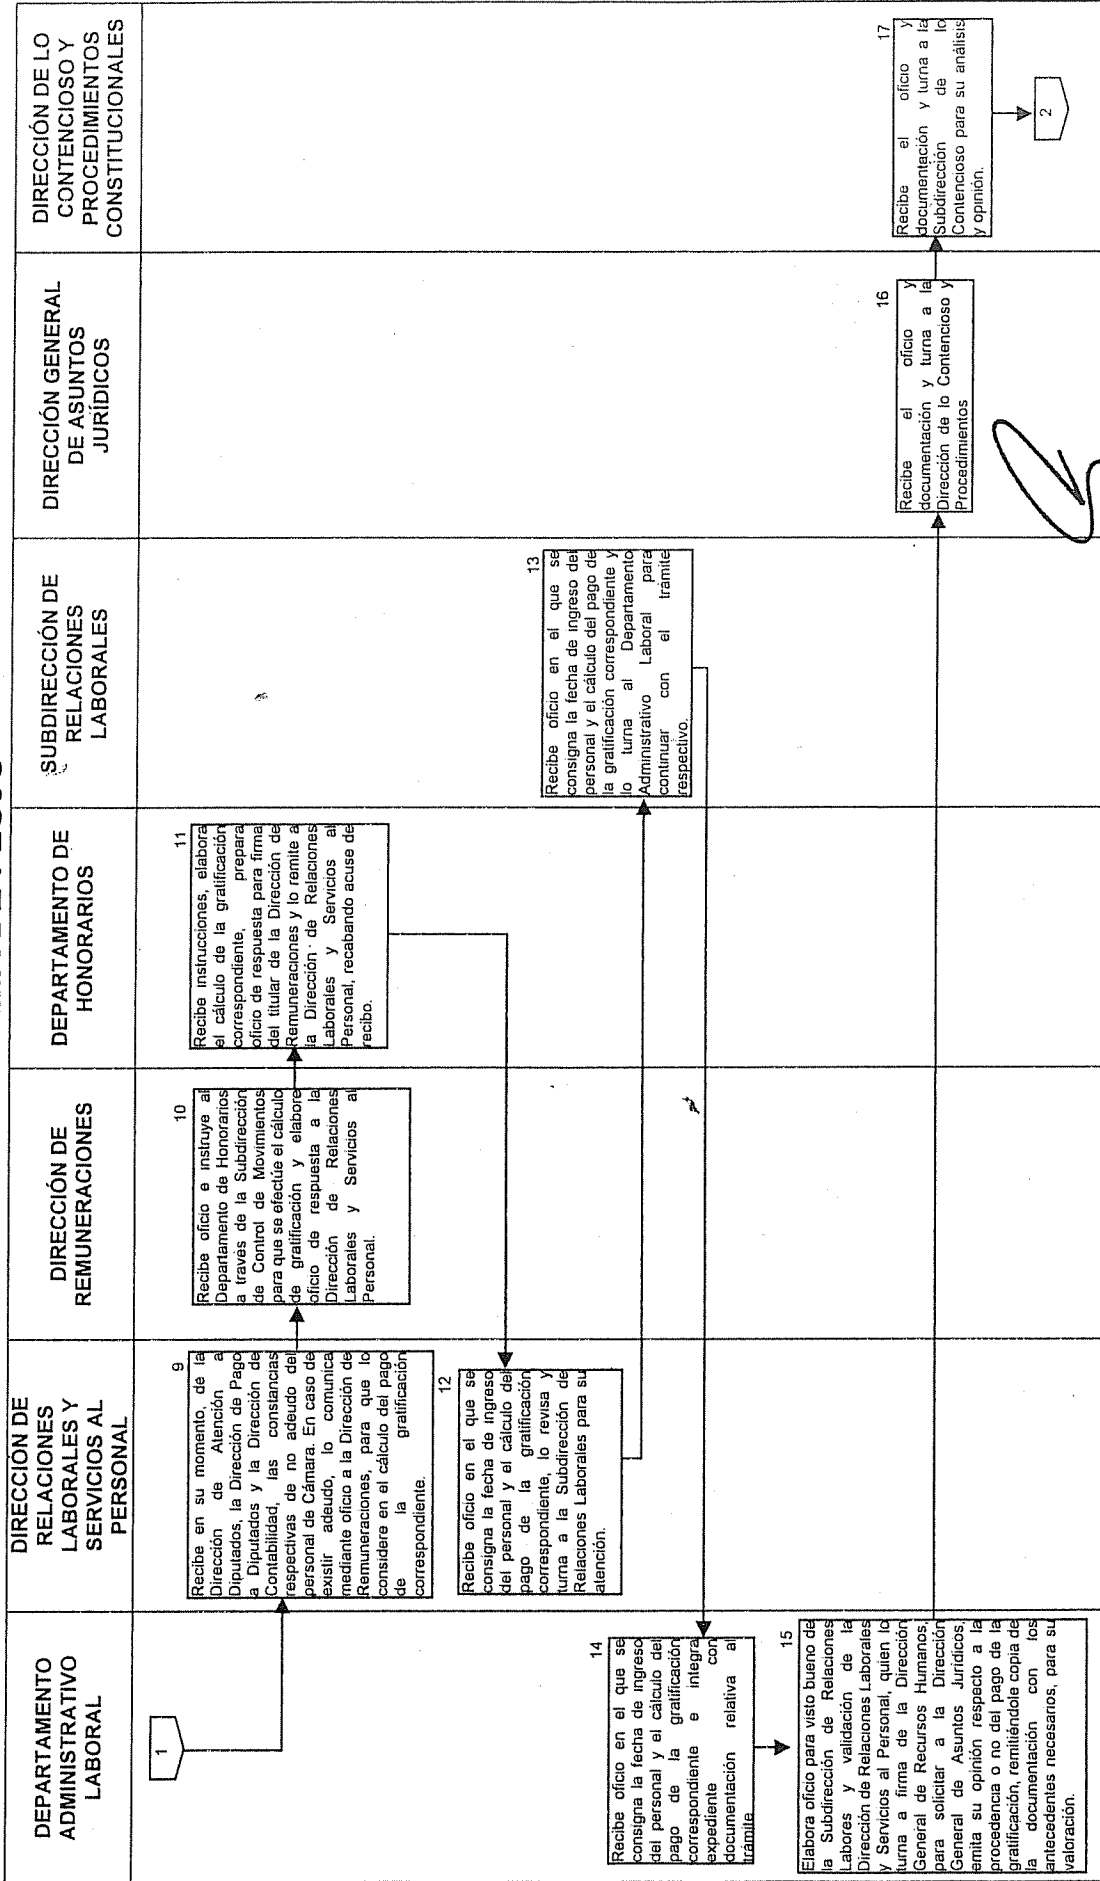 DEPARTAMENTO
ADMINISTRATIVO
LABORAL
DIRECCIÓN DE
RELACIONES
LABORALES Y
SERVICIOS AL
PERSONAL
DIRECCIÓN DE
REMUNERACIONES
DEPARTAMENTO DE
HONORARIOS
SUBDIRECCIÓN DE
RELACIONES
LABORALES
DIRECCIÓN GENERAL
DE ASUNTOS
JURÍDICOS
DIRECCIÓN DE LO
CONTENCIOSO Y
PROCEDIMIENTOS
CONSTITUCIONALES
1
9
Recibe en su momento, de la
Dirección de Atención a
Diputados, la Dirección de Pago
a Diputados y la Dirección de
Contabilidad, las constancias
respectivas de no adeudo del
personal de Cámara. En caso de
existir adeudo, lo comunica
mediante oficio a la Dirección de
Remuneraciones, para que lo
considere en el cálculo del pago
de la gratificación
correspondiente.
10
Recibe oficio e instruye al
Departamento de Honorarios
a través de la Subdirección
de Control de Movimientos
para que se efectúe el cálculo
de gratificación y elabore
oficio de respuesta a la
Dirección de Relaciones
Laborales y Servicios al
Personal.
11
Recibe instrucciones, elabora
el cálculo de la gratificación
correspondiente, prepara
oficio de respuesta para firma
del titular de la Dirección de
Remuneraciones y lo remite a
la Dirección de Relaciones
Laborales y Servicios al
Personal, recabando acuse de
recibo.
12
Recibe oficio en el que se
consigna la fecha de ingreso
del personal y el cálculo del
pago de la gratificación
correspondiente, lo revisa y
turna a la Subdirección de
Relaciones Laborales para su
atención.
13
Recibe oficio en el que se
consigna la fecha de ingreso del
personal y el cálculo del pago de
la gratificación correspondiente y
lo turna al Departamento
Administrativo Laboral para
continuar con el trámite
respectivo.
14
Recibe oficio en el que se
consigna la fecha de ingreso
del personal y el cálculo del
pago de la gratificación
correspondiente e integra
expediente con
documentación relativa al
trámite
15
Elabora oficio para visto bueno de
la Subdirección de Relaciones
Labores y validación de la
Dirección de Relaciones Laborales
y Servicios al Personal, quien lo
turna a firma de la Dirección
General de Recursos Humanos,
para solicitar a la Dirección
General de Asuntos Jurídicos,
emita su opinión respecto a la
procedencia o no del pago de la
gratificación, remitiéndole copia de
la documentación con los
antecedentes necesarios, para su
valoración.
16
Recibe el oficio y
documentación y turna a la
Dirección de lo Contencioso y
Procedimientos
17
Recibe el oficio y
documentación y turna a la
Subdirección de lo
Contencioso para su análisis
y opinión.
2